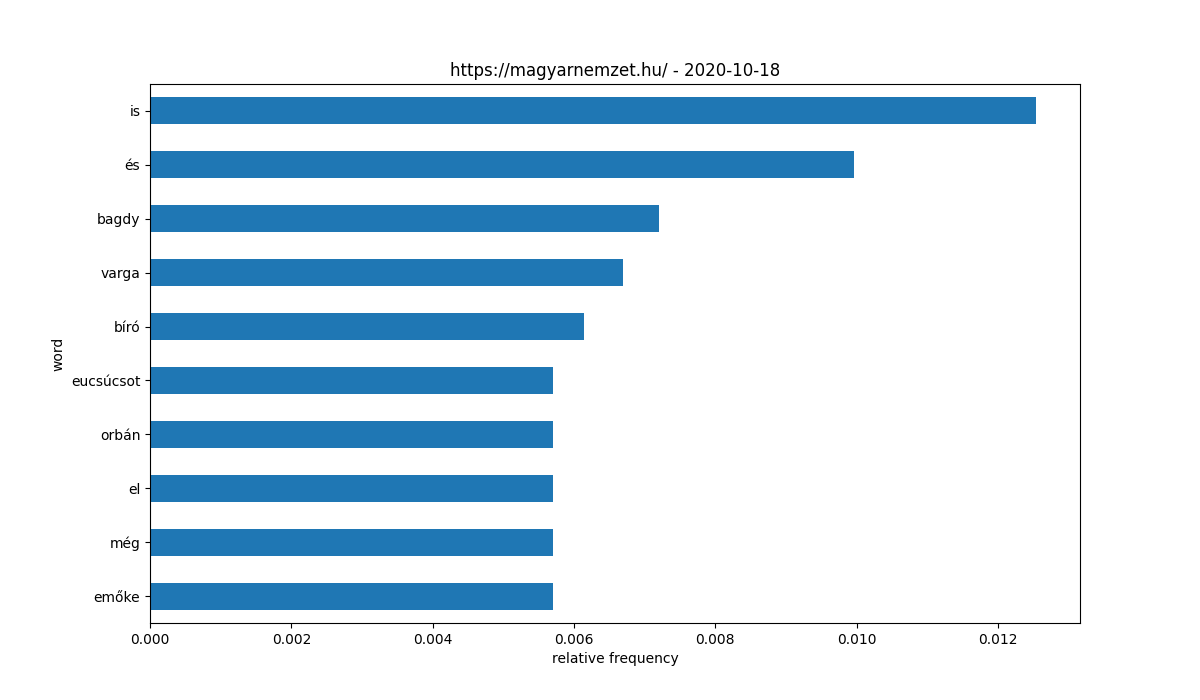 https://magyarnemzet.hu/ - 2020-10-18
is
és
bagdy
varga
bíró
eucsúcsot
orbán
el
még
emőke
word
0.000 0.002 0.004 0.006 0.008 0.010 0.012
relative frequency